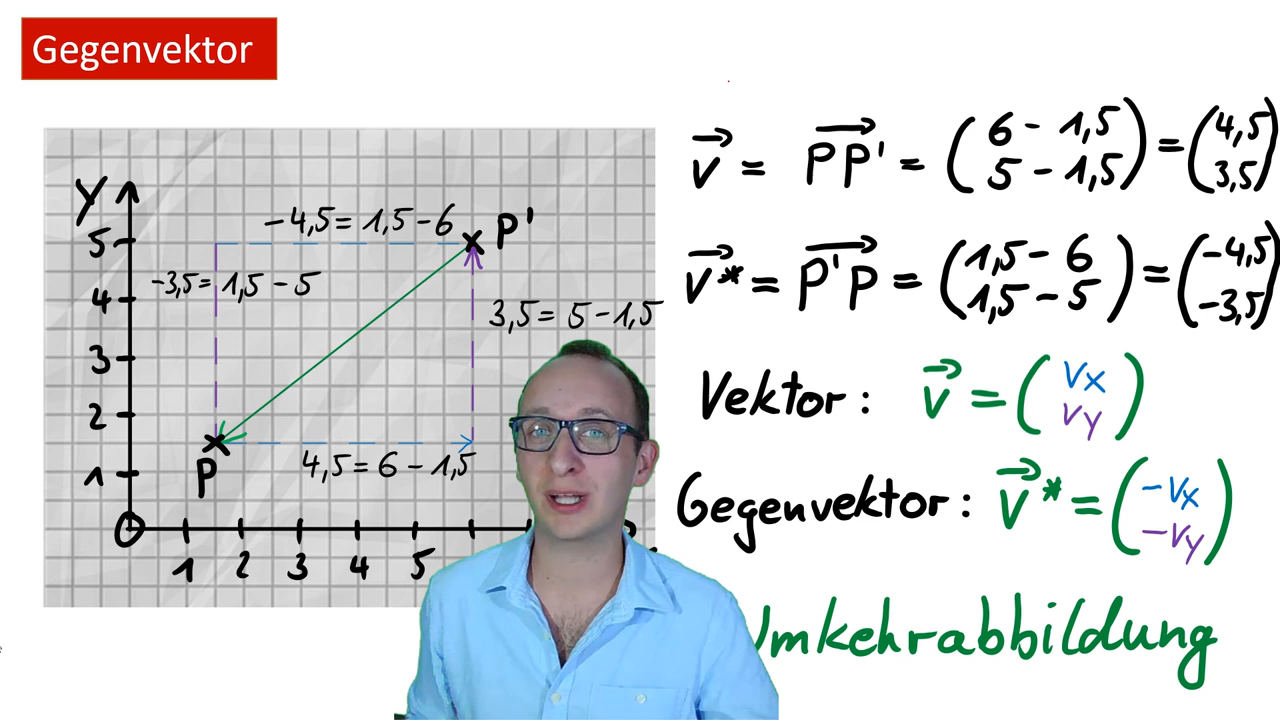 Gegenvektor
Y
5
4
3
2
1
0
1 2 3 4 5
-4,5 = 1,5 - 6
P'
-3,5 = 1,5 - 5
3,5 = 5 - 1,5
P
4,5 = 6 - 1,5
v⃗ = PP'⃗ = (6 - 1,5 / 5 - 1,5) = (4,5 / 3,5)
v⃗* = P'P⃗ = (1,5 - 6 / 1,5 - 5) = (-4,5 / -3,5)
Vektor: v⃗ = (vx / vy)
Gegenvektor: v⃗* = (-vx / -vy)
Umkehrabbildung